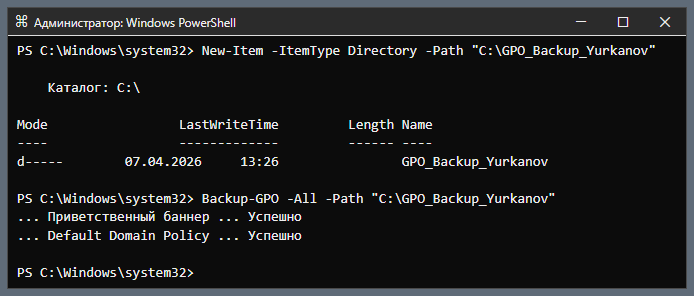 Администратор: Windows PowerShell
PS C:\Windows\system32> New-Item -ItemType Directory -Path "C:\GPO_Backup_Yurkanov"
Каталог: C:\
Mode                 LastWriteTime         Length Name
----                 -------------         ------ ----
d-----        07.04.2026     13:26                GPO_Backup_Yurkanov
PS C:\Windows\system32> Backup-GPO -All -Path "C:\GPO_Backup_Yurkanov"
... Приветственный баннер ... Успешно
... Default Domain Policy ... Успешно
PS C:\Windows\system32>